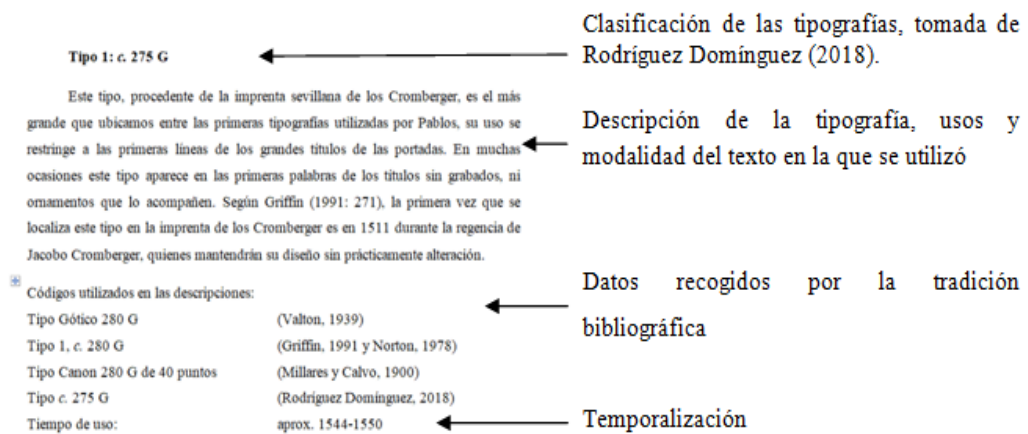 Tipo 1: c. 275 G
Clasificación de las tipografías, tomada de
Rodríguez Domínguez (2018).
Este tipo, procedente de la imprenta sevillana de los Cromberger, es el más
grande que ubicamos entre las primeras tipografías utilizadas por Pablos, su uso se
restringe a las primeras líneas de los grandes títulos de las portadas. En muchas
ocasiones este tipo aparece en las primeras palabras de los títulos sin grabados, ni
ornamentos que lo acompañen. Según Griffin (1991: 271), la primera vez que se
localiza este tipo en la imprenta de los Cromberger es en 1511 durante la regencia de
Jacobo Cromberger, quienes mantendrán su diseño sin prácticamente alteración.
Descripción de la tipografía, usos y
modalidad del texto en la que se utilizó
Códigos utilizados en las descripciones:
Tipo Gótico 280 G (Valton, 1939)
Tipo 1, c. 280 G (Griffin, 1991 y Norton, 1978)
Tipo Canon 280 G de 40 puntos (Millares y Calvo, 1900)
Tipo c. 275 G (Rodríguez Domínguez, 2018)
Datos recogidos por la tradición
bibliográfica
Tiempo de uso: aprox. 1544-1550
Temporalización